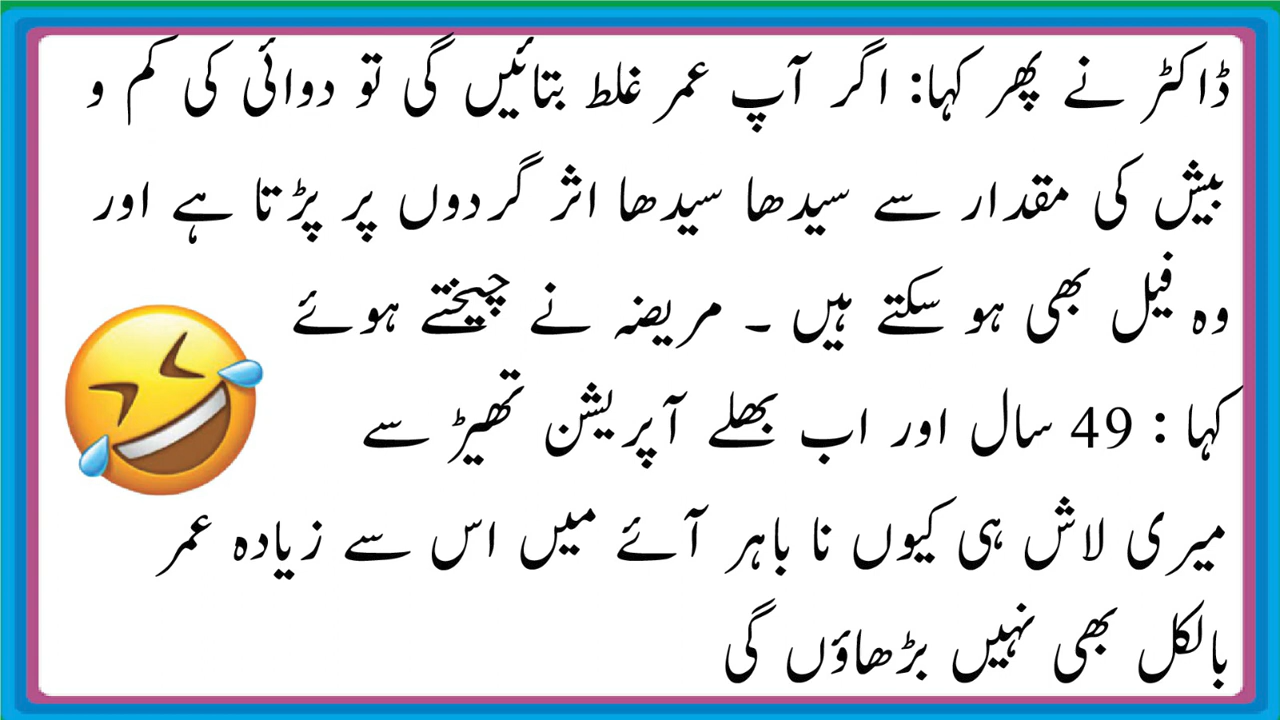 ڈاکٹر نے پھر کہا: اگر آپ عمر غلط بتائیں گی تو دوائی کی کم و
بیش کی مقدار سے سیدھا سیدھا اثر گردوں پر پڑتا ہے اور
وہ فیل بھی ہو سکتے ہیں ۔ مریضہ نے چیختے ہوئے
کہا : 49 سال اور اب بھلے آپریشن تھیڑ سے
میری لاش ہی کیوں نا باہر آئے میں اس سے زیادہ عمر
بالکل بھی نہیں بڑھاؤں گی